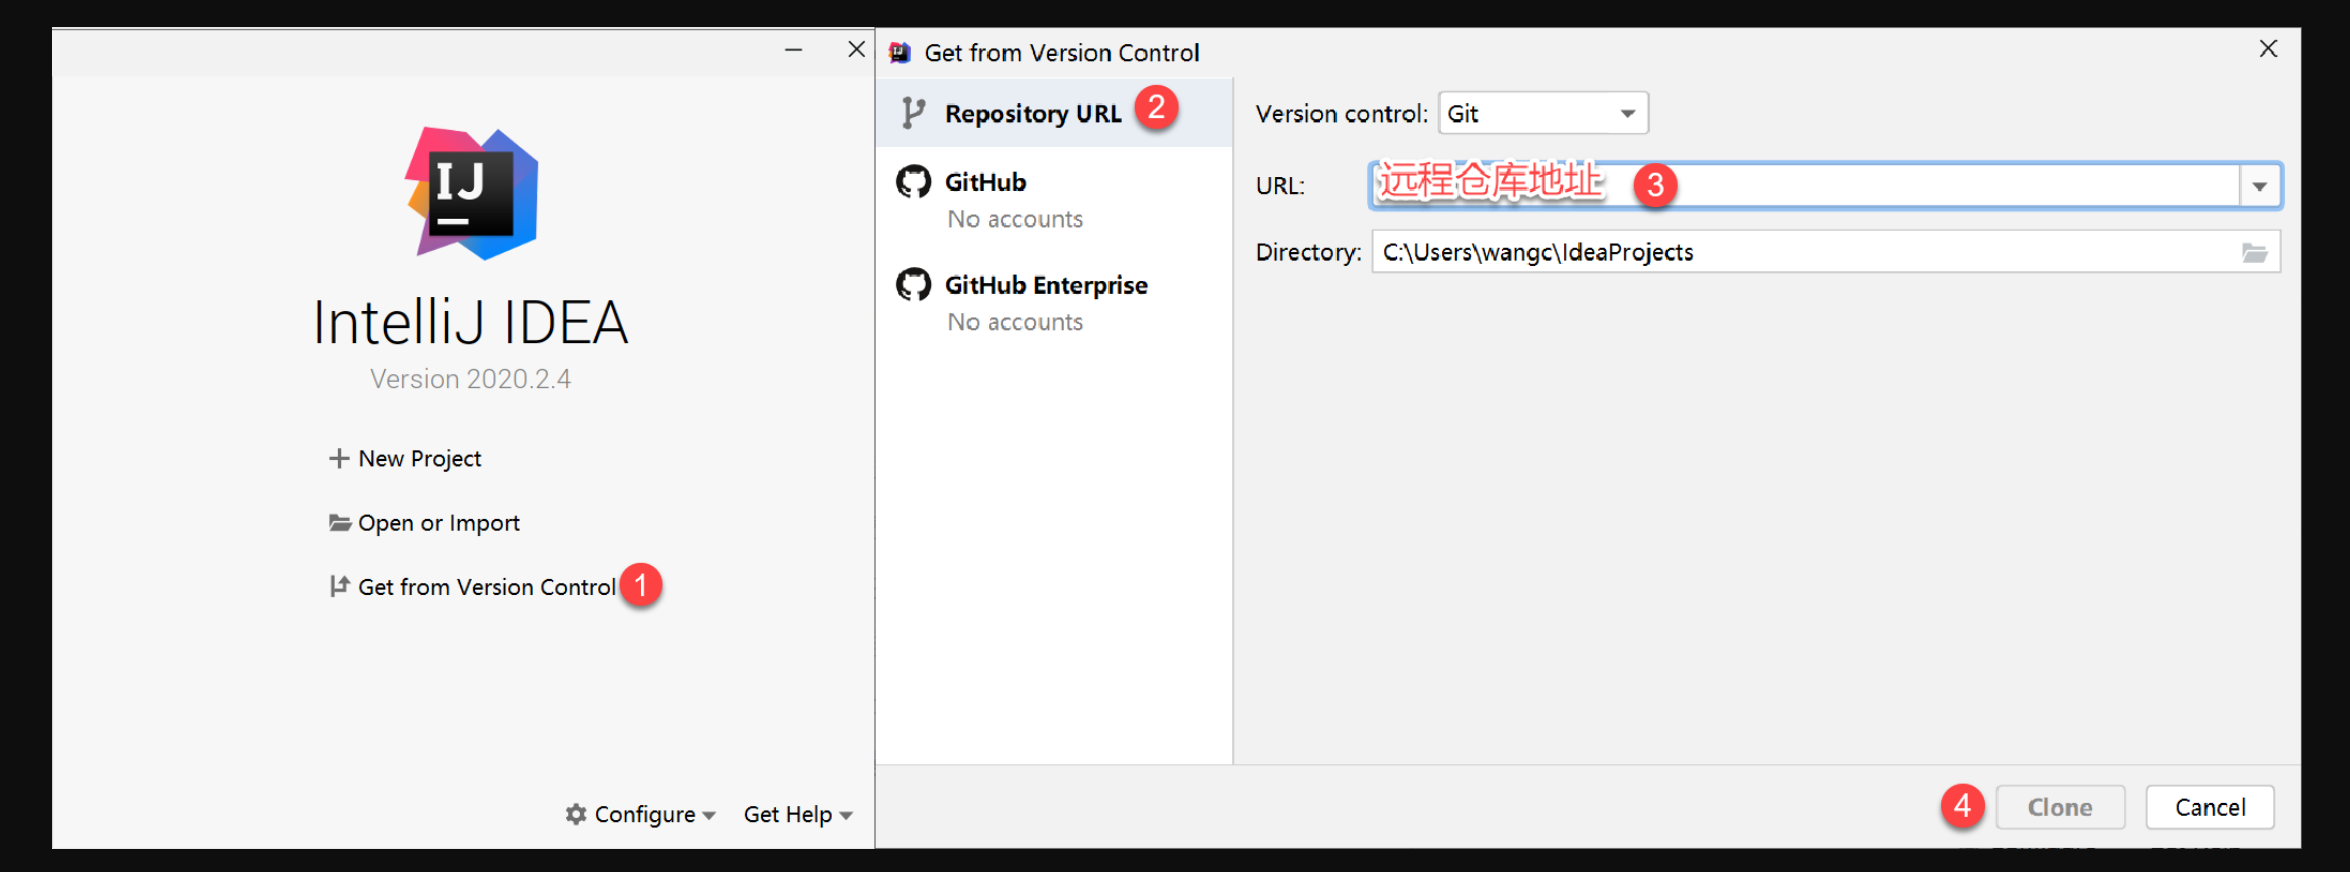 IJ
IntelliJ IDEA
Version 2020.2.4
New Project
Open or Import
Get from Version Control 1
Configure
Get Help
Get from Version Control
Repository URL 2
GitHub
No accounts
GitHub Enterprise
No accounts
Version control: Git
URL: 远程仓库地址 3
Directory: C:\Users\wangc\IdeaProjects
4 Clone Cancel